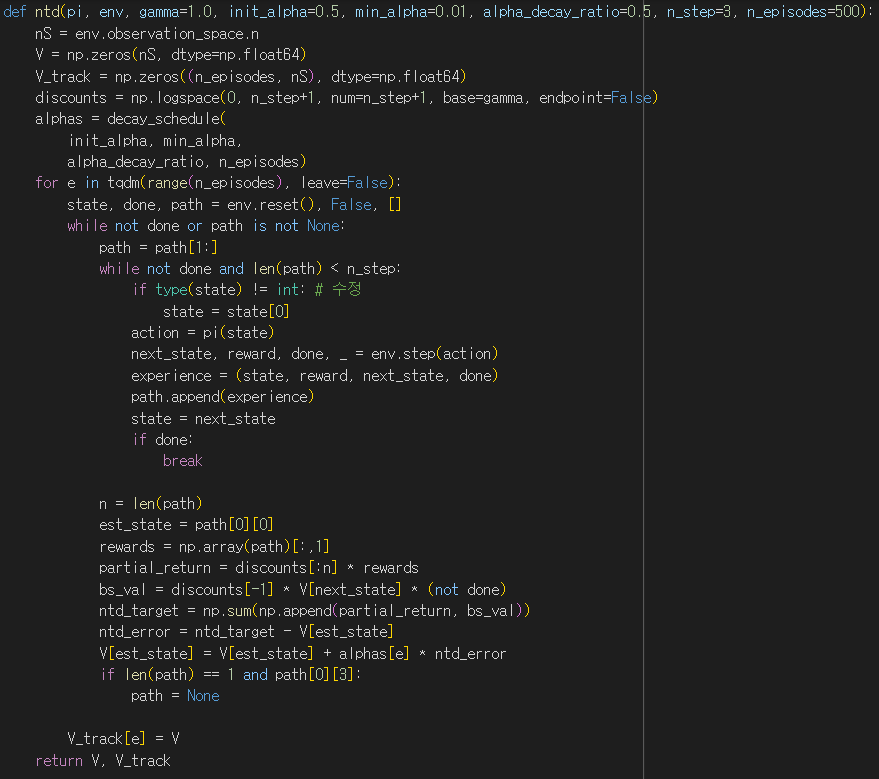 def ntd(pi, env, gamma=1.0, init_alpha=0.5, min_alpha=0.01, alpha_decay_ratio=0.5, n_step=3, n_episodes=500):
    nS = env.observation_space.n
    V = np.zeros(nS, dtype=np.float64)
    V_track = np.zeros((n_episodes, nS), dtype=np.float64)
    discounts = np.logspace(0, n_step+1, num=n_step+1, base=gamma, endpoint=False)
    alphas = decay_schedule(
        init_alpha, min_alpha,
        alpha_decay_ratio, n_episodes)
    for e in tqdm(range(n_episodes), leave=False):
        state, done, path = env.reset(), False, []
        while not done or path is not None:
            path = path[1:]
            while not done and len(path) < n_step:
                if type(state) != int: # 수정
                    state = state[0]
                action = pi(state)
                next_state, reward, done, _ = env.step(action)
                experience = (state, reward, next_state, done)
                path.append(experience)
                state = next_state
                if done:
                    break

            n = len(path)
            est_state = path[0][0]
            rewards = np.array(path)[:,1]
            partial_return = discounts[:n] * rewards
            bs_val = discounts[-1] * V[next_state] * (not done)
            ntd_target = np.sum(np.append(partial_return, bs_val))
            ntd_error = ntd_target - V[est_state]
            V[est_state] = V[est_state] + alphas[e] * ntd_error
            if len(path) == 1 and path[0][3]:
                path = None

        V_track[e] = V
    return V, V_track